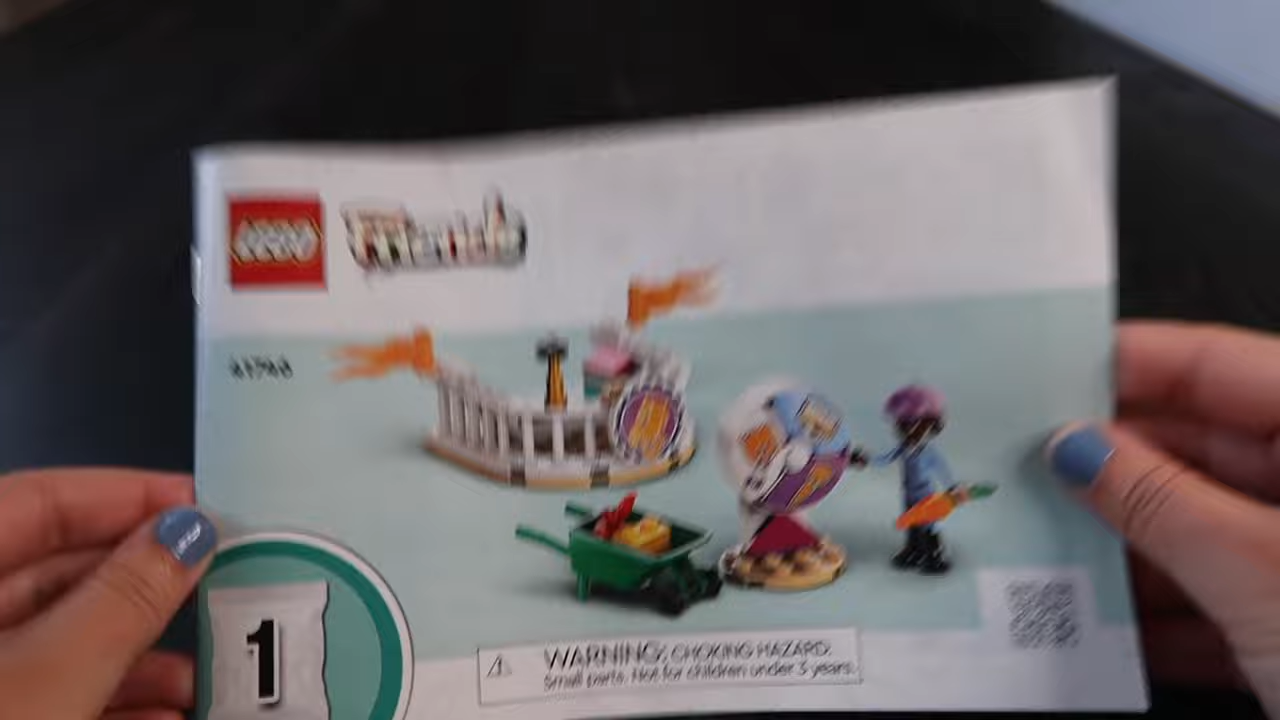 LEGO
Friends
1
WARNING: CHOKING HAZARD.
Small parts. Not for children under 3 years.